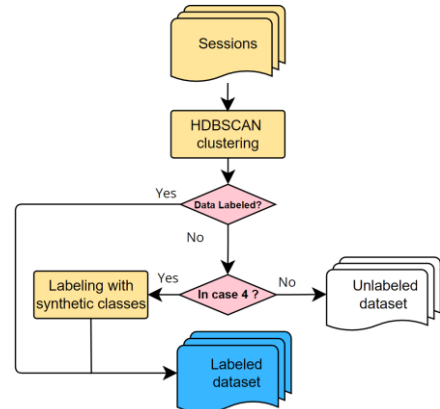 Sessions
HDBSCAN
clustering
Yes
Data Labeled?
No
Labeling with
synthetic classes
Yes
In case 4 ?
No
Unlabeled
dataset
Labeled
dataset